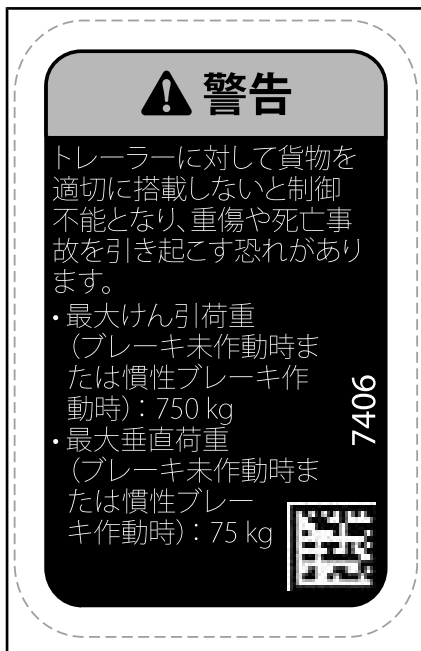 警告
トレーラーに対して貨物を
適切に搭載しないと制御
不能となり、重傷や死亡事
故を引き起こす恐れがあり
ます。
・最大けん引荷重
（ブレーキ未作動時ま
たは慣性ブレーキ作
動時）：750 kg
・最大垂直荷重
（ブレーキ未作動時ま
たは慣性ブレー
キ作動時）：75 kg
7406